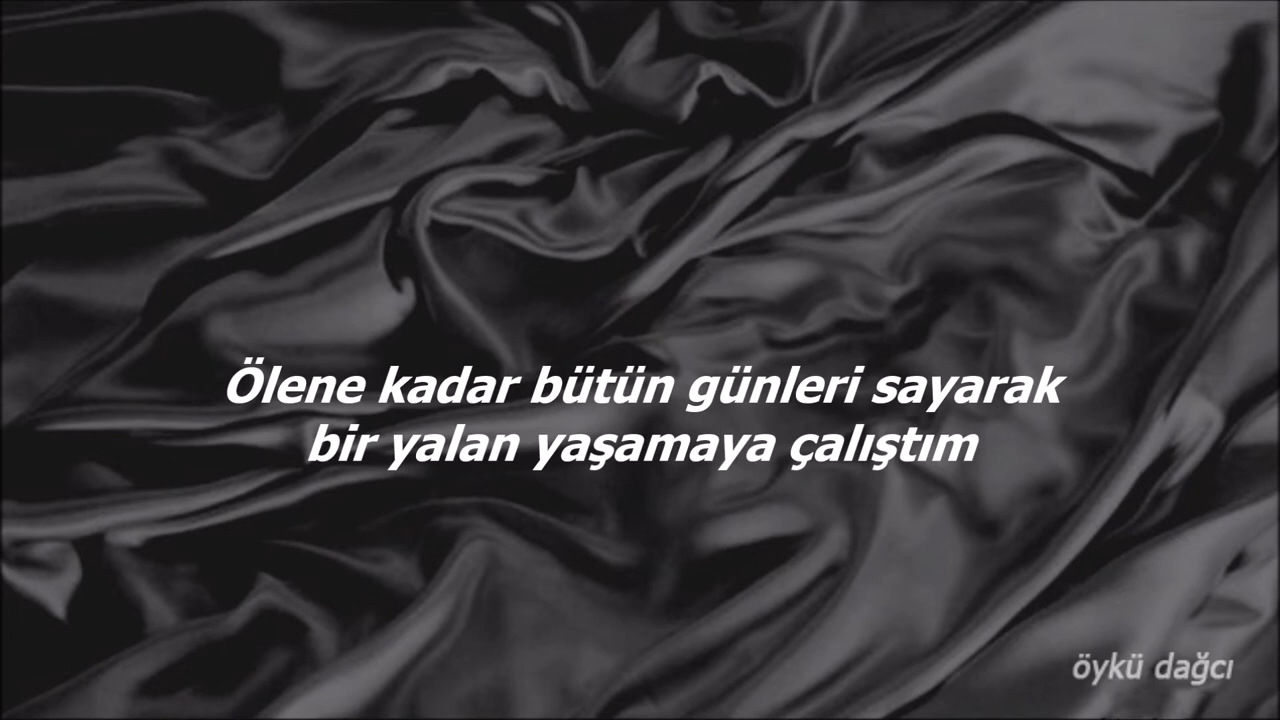 Ölene kadar bütün günleri sayarak
bir yalan yaşamaya çalıştım
öykü dağcı